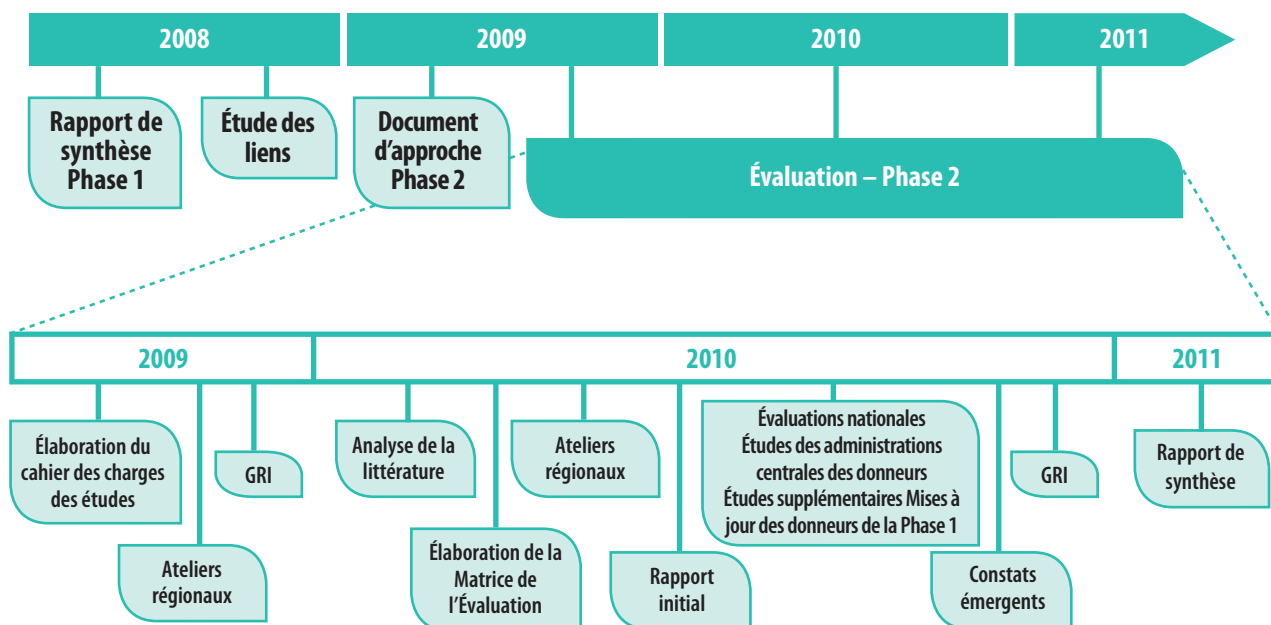 2008
2009
2010
2011
Rapport de
synthèse
Phase 1
Étude des
liens
Document
d’approche
Phase 2
Évaluation – Phase 2
2009
2010
2011
Élaboration du
cahier des charges
des études
Ateliers
régionaux
GRI
Analyse de la
littérature
Élaboration de la
Matrice de
l’Évaluation
Ateliers
régionaux
Rapport
initial
Évaluations nationales
Études des administrations
centrales des donneurs
Études supplémentaires Mises à
jour des donneurs de la Phase 1
Constats
émergents
GRI
Rapport de
synthèse